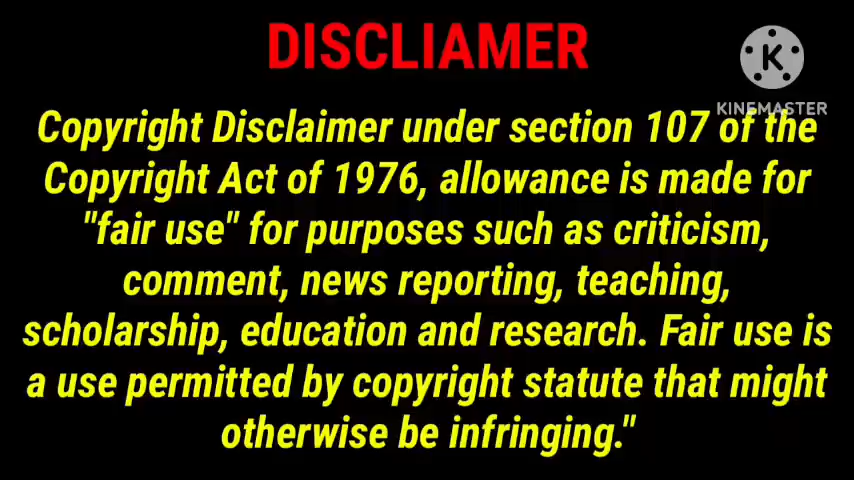 DISCLIAMER
K
KINEMASTER
Copyright Disclaimer under section 107 of the
Copyright Act of 1976, allowance is made for
"fair use" for purposes such as criticism,
comment, news reporting, teaching,
scholarship, education and research. Fair use is
a use permitted by copyright statute that might
otherwise be infringing."